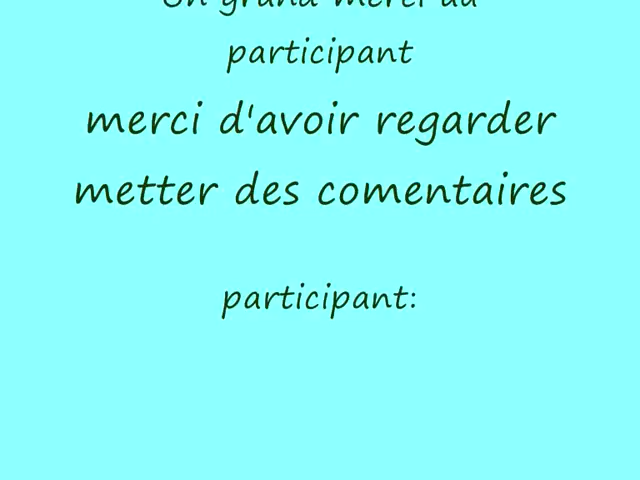 Un grand merci au
participant
merci d'avoir regarder
metter des comentaires
participant: